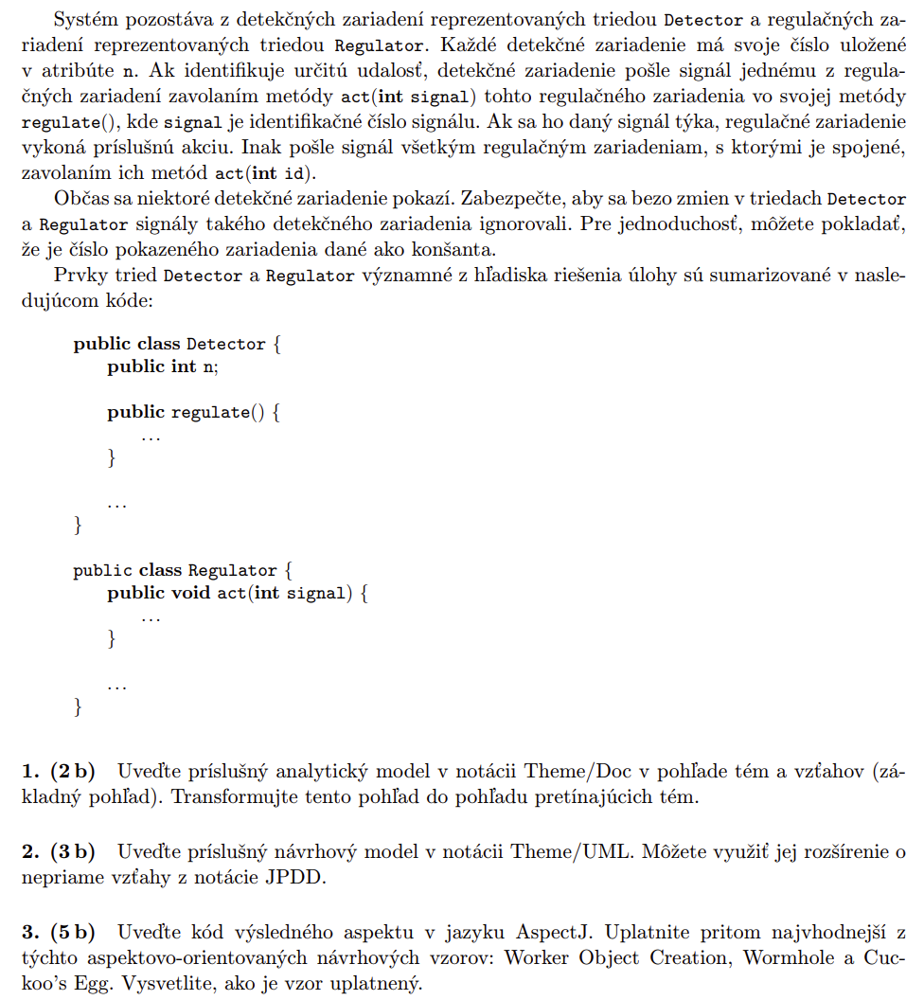 Systém pozostáva z detekčných zariadení reprezentovaných triedou Detector a regulačných za-
riadení reprezentovaných triedou Regulator. Každé detekčné zariadenie má svoje číslo uložené
v atribúte n. Ak identifikuje určitú udalosť, detekčné zariadenie pošle signál jednému z regula-
čných zariadení zavolaním metódy act(int signal) tohto regulačného zariadenia vo svojej metódy
regulate(), kde signal je identifikačné číslo signálu. Ak sa ho daný signál týka, regulačné zariadenie
vykoná príslušnú akciu. Inak pošle signál všetkým regulačným zariadeniam, s ktorými je spojené,
zavolaním ich metód act(int id).
Občas sa niektoré detekčné zariadenie pokazí. Zabezpečte, aby sa bezo zmien v triedach Detector
a Regulator signály takého detekčného zariadenia ignorovali. Pre jednoduchosť, môžete pokladať,
že je číslo pokazeného zariadenia dané ako konšanta.
Prvky tried Detector a Regulator významné z hľadiska riešenia úlohy sú sumarizované v nasle-
dujúcom kóde:
public class Detector {
public int n;
public regulate() {
...
}
...
}
public class Regulator {
public void act(int signal) {
...
}
...
}
1. (2 b) Uveďte príslušný analytický model v notácii Theme/Doc v pohľade tém a vzťahov (zá-
kladný pohľad). Transformujte tento pohľad do pohľadu pretínajúcich tém.
2. (3 b) Uveďte príslušný návrhový model v notácii Theme/UML. Môžete využiť jej rozšírenie o
nepriame vzťahy z notácie JPDD.
3. (5 b) Uveďte kód výsledného aspektu v jazyku AspectJ. Uplatnite pritom najvhodnejší z
týchto aspektovo-orientovaných návrhových vzorov: Worker Object Creation, Wormhole a Cuc-
koo's Egg. Vysvetlite, ako je vzor uplatnený.